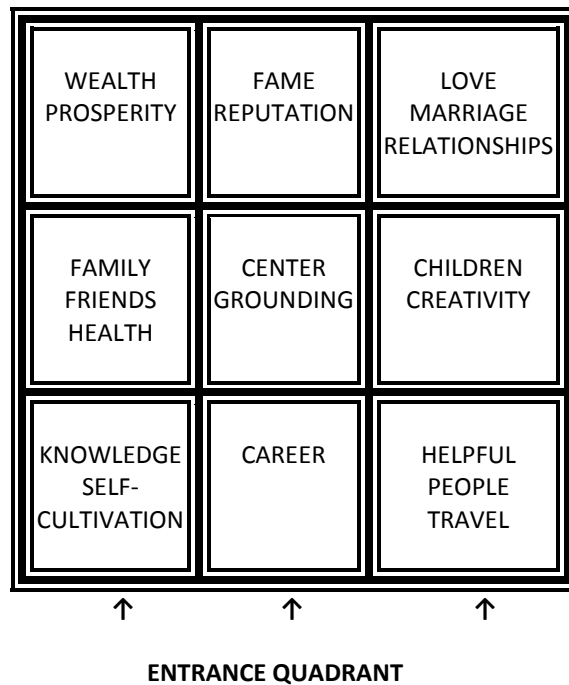 WEALTH
PROSPERITY
FAME
REPUTATION
LOVE
MARRIAGE
RELATIONSHIPS
FAMILY
FRIENDS
HEALTH
CENTER
GROUNDING
CHILDREN
CREATIVITY
KNOWLEDGE
SELF-
CULTIVATION
CAREER
HELPFUL
PEOPLE
TRAVEL
↑ ↑ ↑
ENTRANCE QUADRANT